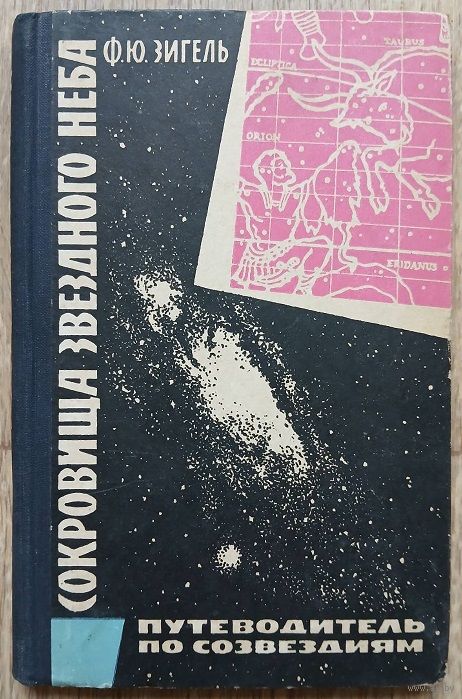 Ф.Ю. ЗИГЕЛЬ
СОКРОВИЩА ЗВЕЗДНОГО НЕБА
TAURUS
ECLIPTICA
ORION
ERIDANUS
ПУТЕВОДИТЕЛЬ
ПО СОЗВЕЗДИЯМ